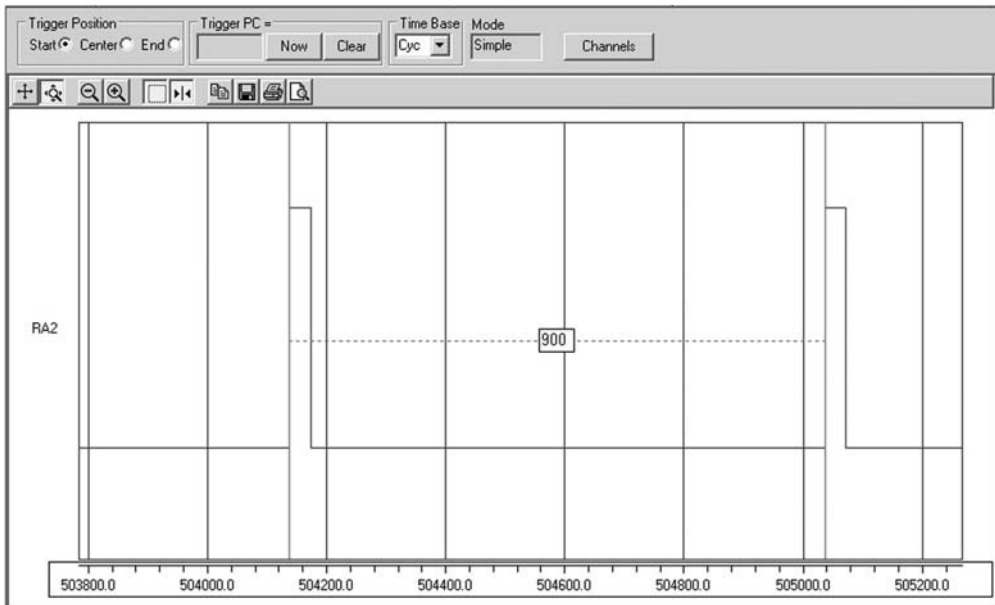 Trigger Position Trigger PC = Time Base Mode
Start Center End Now Clear Cyc Simple Channels
RA2
900
503800.0 504000.0 504200.0 504400.0 504600.0 504800.0 505000.0 505200.0